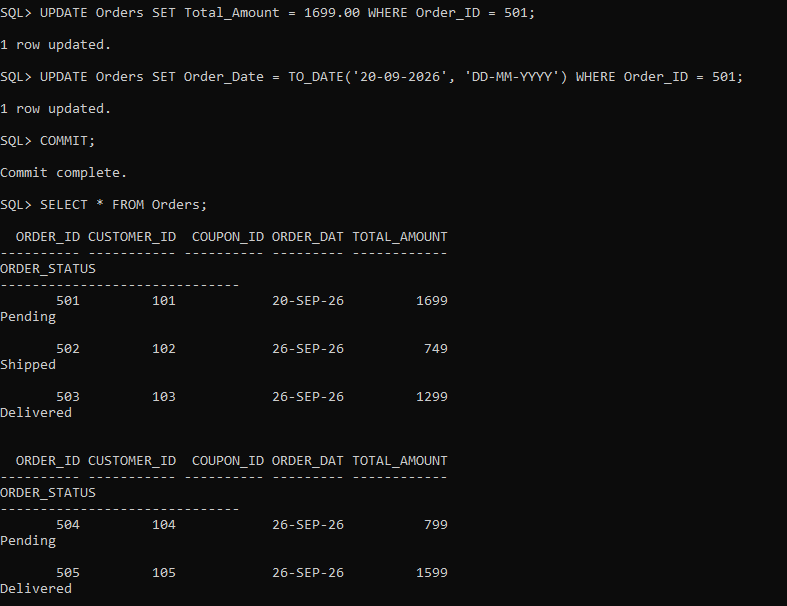 SQL> UPDATE Orders SET Total_Amount = 1699.00 WHERE Order_ID = 501;
1 row updated.
SQL> UPDATE Orders SET Order_Date = TO_DATE('20-09-2026', 'DD-MM-YYYY') WHERE Order_ID = 501;
1 row updated.
SQL> COMMIT;
Commit complete.
SQL> SELECT * FROM Orders;
  ORDER_ID CUSTOMER_ID  COUPON_ID ORDER_DAT TOTAL_AMOUNT
---------- ----------- ---------- --------- ------------
ORDER_STATUS
------------------------------
       501         101            20-SEP-26         1699
Pending
       502         102            26-SEP-26          749
Shipped
       503         103            26-SEP-26         1299
Delivered
  ORDER_ID CUSTOMER_ID  COUPON_ID ORDER_DAT TOTAL_AMOUNT
---------- ----------- ---------- --------- ------------
ORDER_STATUS
------------------------------
       504         104            26-SEP-26          799
Pending
       505         105            26-SEP-26         1599
Delivered